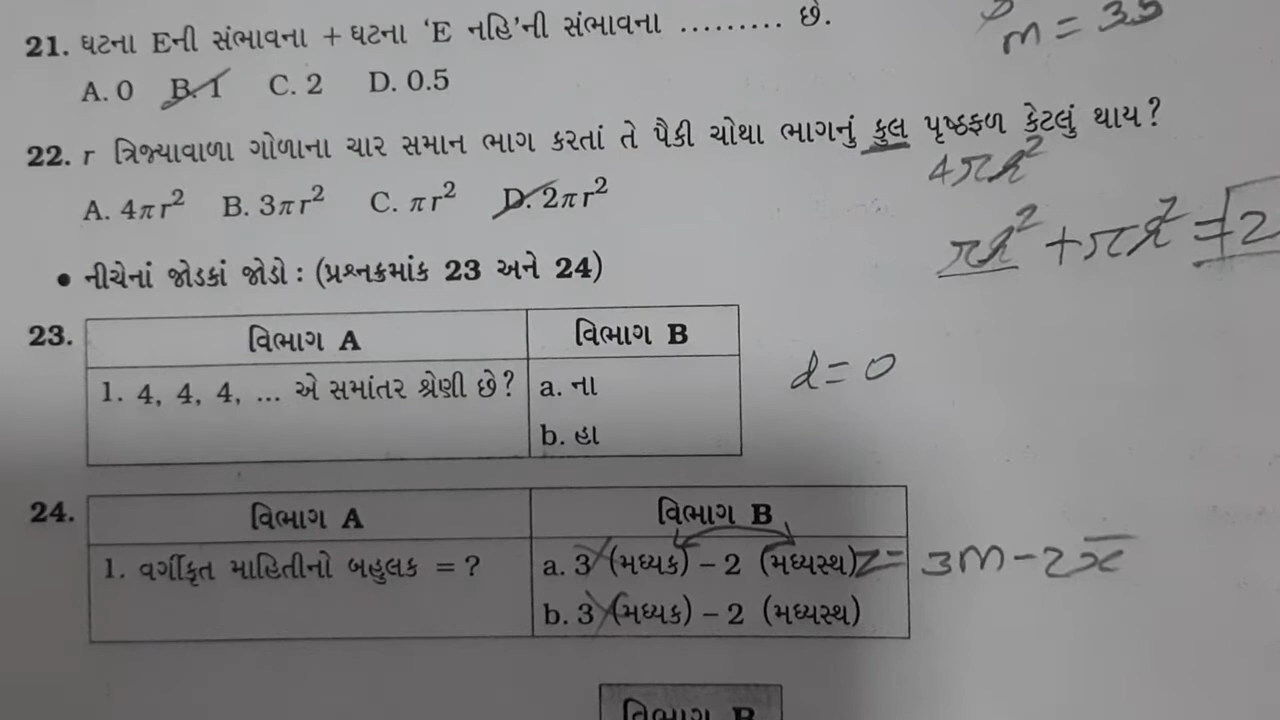 m = 35
21. ઘટના Eની સંભાવના + ઘટના ‘E નહિ’ની સંભાવના ......... છે.
A. 0 B. 1 C. 2 D. 0.5
22. r ત્રિજ્યાવાળા ગોળાના ચાર સમાન ભાગ કરતાં તે પૈકી ચોથા ભાગનું કુલ પૃષ્ઠફળ કેટલું થાય?
4πr²
A. 4πr² B. 3πr² C. πr² D. 2πr²
πr² + πr² = 2
• નીચેનાં જોડકાં જોડો : (પ્રશ્નક્રમાંક 23 અને 24)
23. વિભાગ A વિભાગ B
1. 4, 4, 4, ... એ સમાંતર શ્રેણી છે? a. ના
d = 0
b. હા
24. વિભાગ A વિભાગ B
1. વર્ગીકૃત માહિતીનો બહુલક = ? a. 3 (મધ્યક) – 2 (મધ્યસ્થ) Z = 3M – 2x̄
b. 3 (મધ્યક) – 2 (મધ્યસ્થ)
વિભાગ B